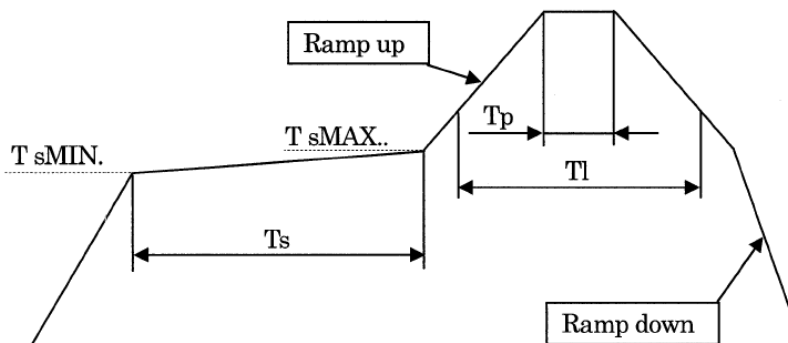 Ramp up
T sMAX..
Tp
T sMIN.
Tl
Ts
Ramp down